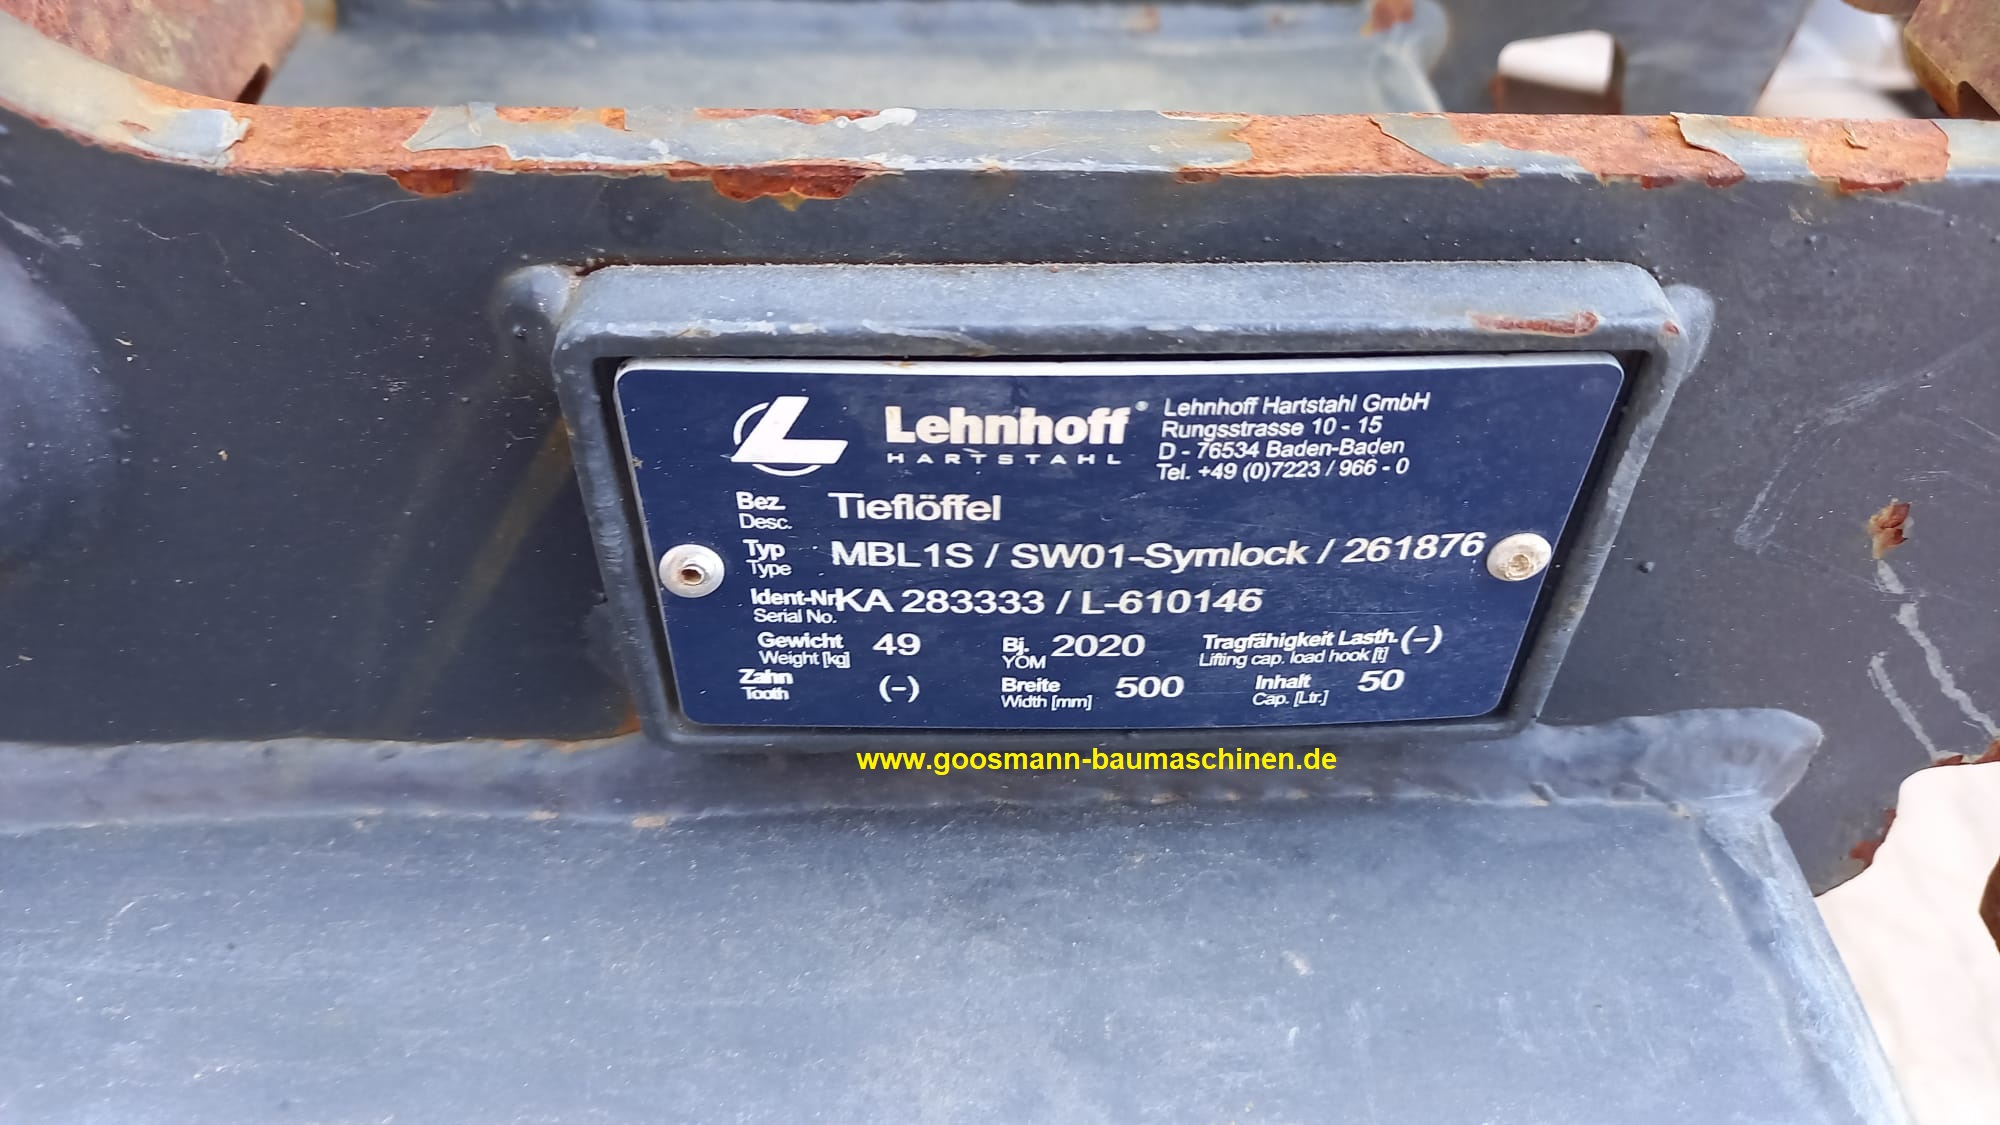 Lehnhoff®
HARTSTAHL
Lehnhoff Hartstahl GmbH
Rungsstrasse 10 - 15
D - 76534 Baden-Baden
Tel. +49 (0)7223 / 966 - 0
Bez. Tieflöffel
Desc.
Typ MBL1S / SW01-Symlock / 261876
Type
Ident-Nr. KA 283333 / L-610146
Serial No.
Gewicht 49 Bj. 2020 Tragfähigkeit Lasth. (-)
Weight [kg] YOM Lifting cap. load hook [t]
Zahn (-) Breite 500 Inhalt 50
Tooth Width [mm] Cap. [Ltr.]
www.goosmann-baumaschinen.de